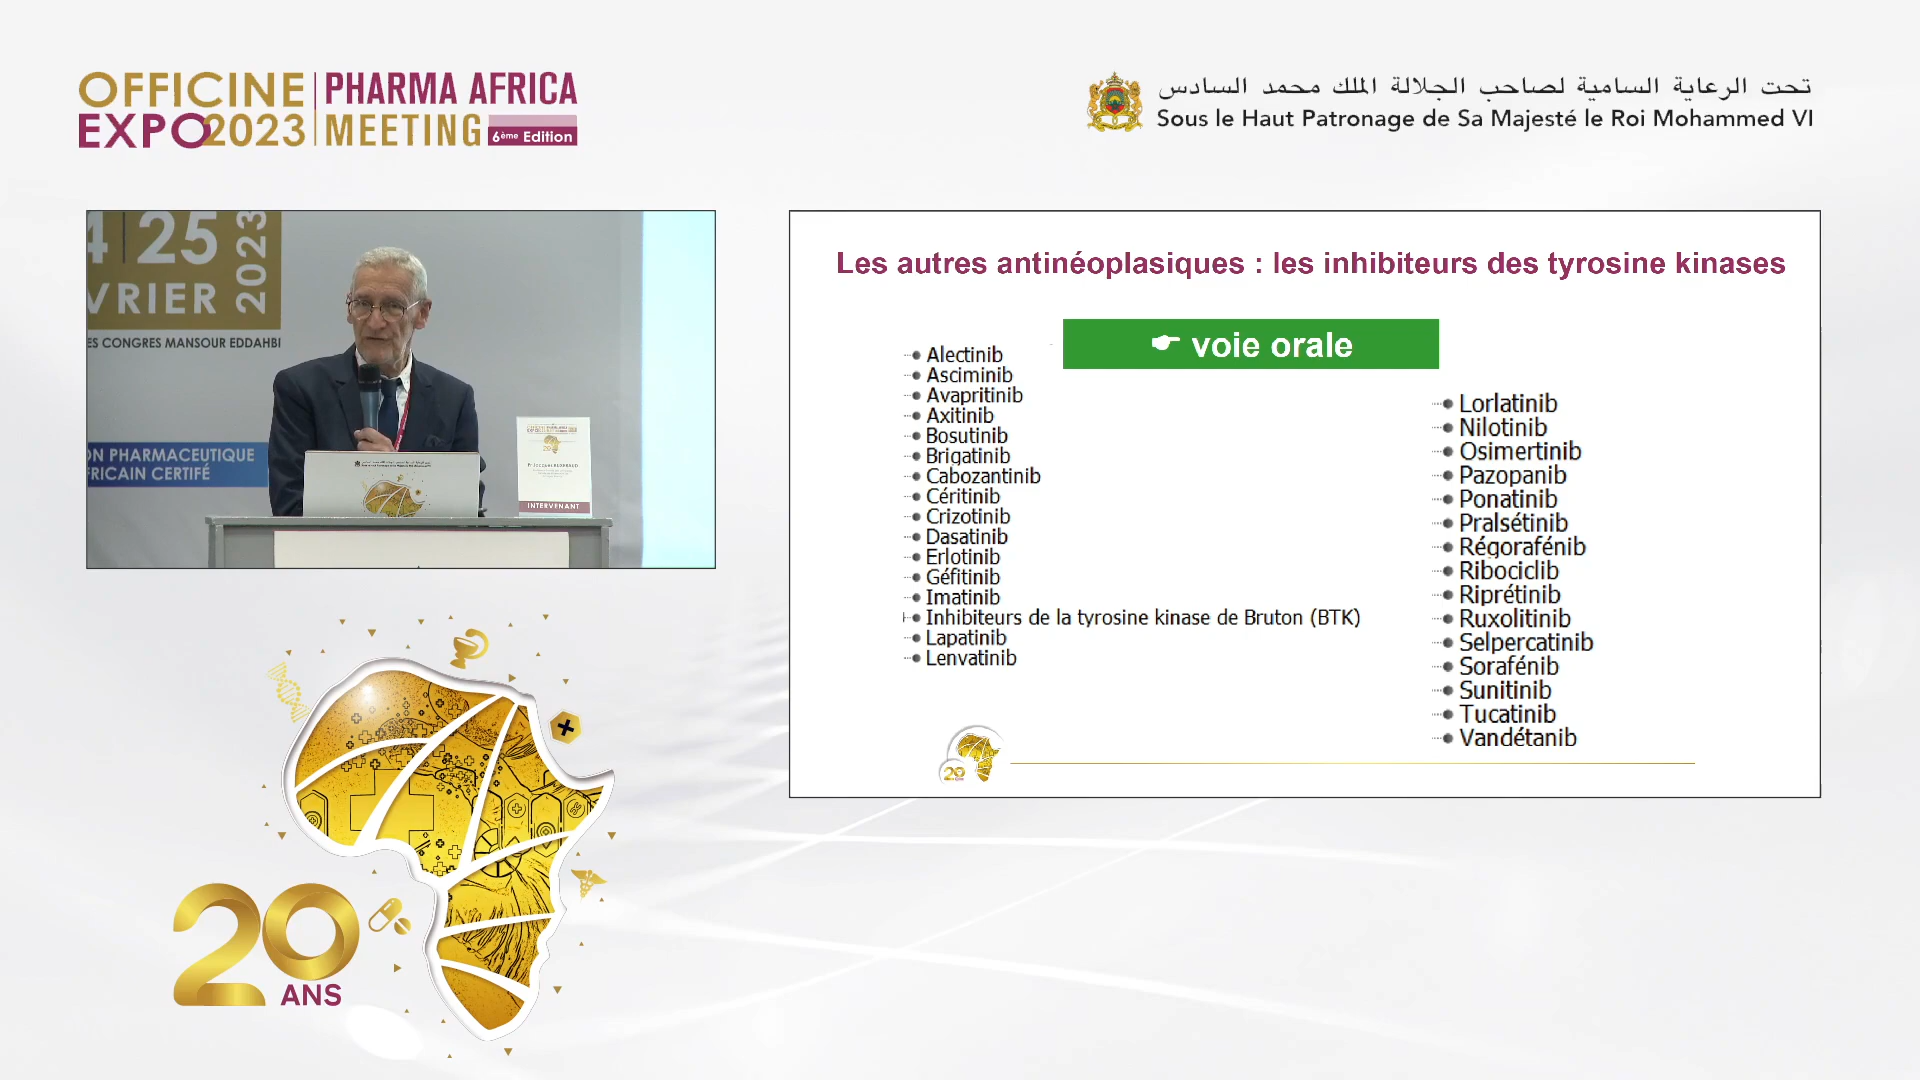 OFFICINE
EXPO2023
PHARMA AFRICA
MEETING
6ème Edition
تحت الرعاية السامية لصاحب الجلالة الملك محمد السادس
Sous le Haut Patronage de Sa Majesté le Roi Mohammed VI
4|25
VRIER
2023
ES CONGRES MANSOUR EDDAHBI
ON PHARMACEUTIQUE
FRICAIN CERTIFÉ
INTERVENANT
Les autres antinéoplasiques : les inhibiteurs des tyrosine kinases
☛ voie orale
Alectinib
Asciminib
Avapritinib
Axitinib
Bosutinib
Brigatinib
Cabozantinib
Céritinib
Crizotinib
Dasatinib
Erlotinib
Géfitinib
Imatinib
Inhibiteurs de la tyrosine kinase de Bruton (BTK)
Lapatinib
Lenvatinib
Lorlatinib
Nilotinib
Osimertinib
Pazopanib
Ponatinib
Pralsétinib
Régorafénib
Ribociclib
Riprétinib
Ruxolitinib
Selpercatinib
Sorafénib
Sunitinib
Tucatinib
Vandétanib
20
20
ANS